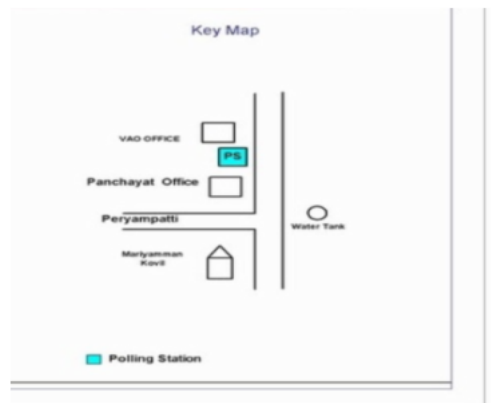 Key Map
VAO OFFICE
PS
Panchayat Office
Peryampatti
Water Tank
Mariyamman
Kovil
Polling Station